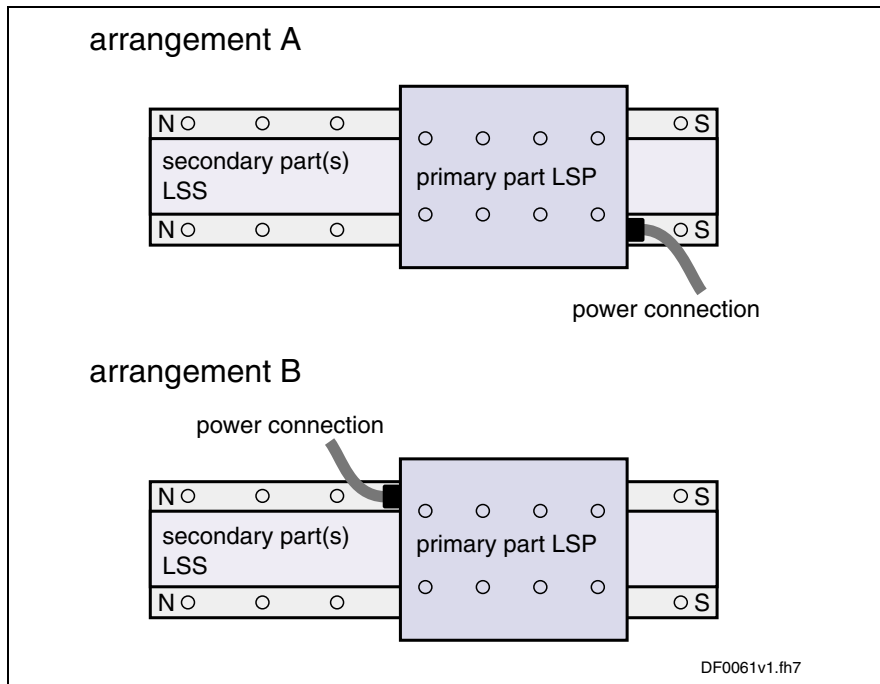 arrangement A
N S
secondary part(s)
LSS
primary part LSP
N S
power connection
arrangement B
power connection
N S
secondary part(s)
LSS
primary part LSP
N S
DF0061v1.fh7